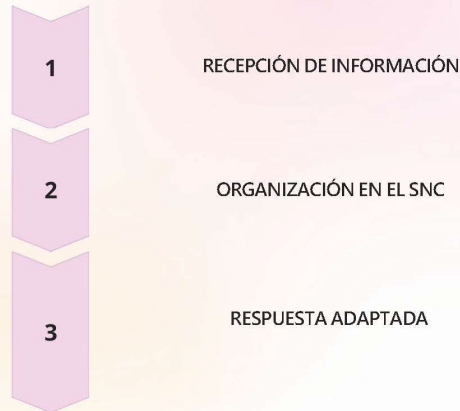 1
RECEPCIÓN DE INFORMACIÓN
2
ORGANIZACIÓN EN EL SNC
3
RESPUESTA ADAPTADA